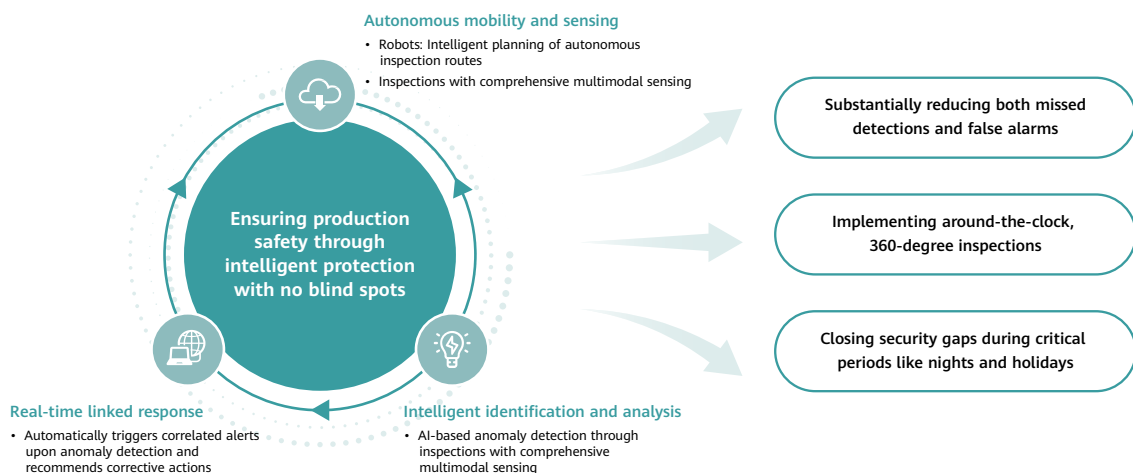 Autonomous mobility and sensing
• Robots: Intelligent planning of autonomous
inspection routes
• Inspections with comprehensive multimodal sensing
Ensuring production
safety through
intelligent protection
with no blind spots
Real-time linked response
• Automatically triggers correlated alerts
upon anomaly detection and
recommends corrective actions
Intelligent identification and analysis
• AI-based anomaly detection through
inspections with comprehensive
multimodal sensing
Substantially reducing both missed
detections and false alarms
Implementing around-the-clock,
360-degree inspections
Closing security gaps during critical
periods like nights and holidays